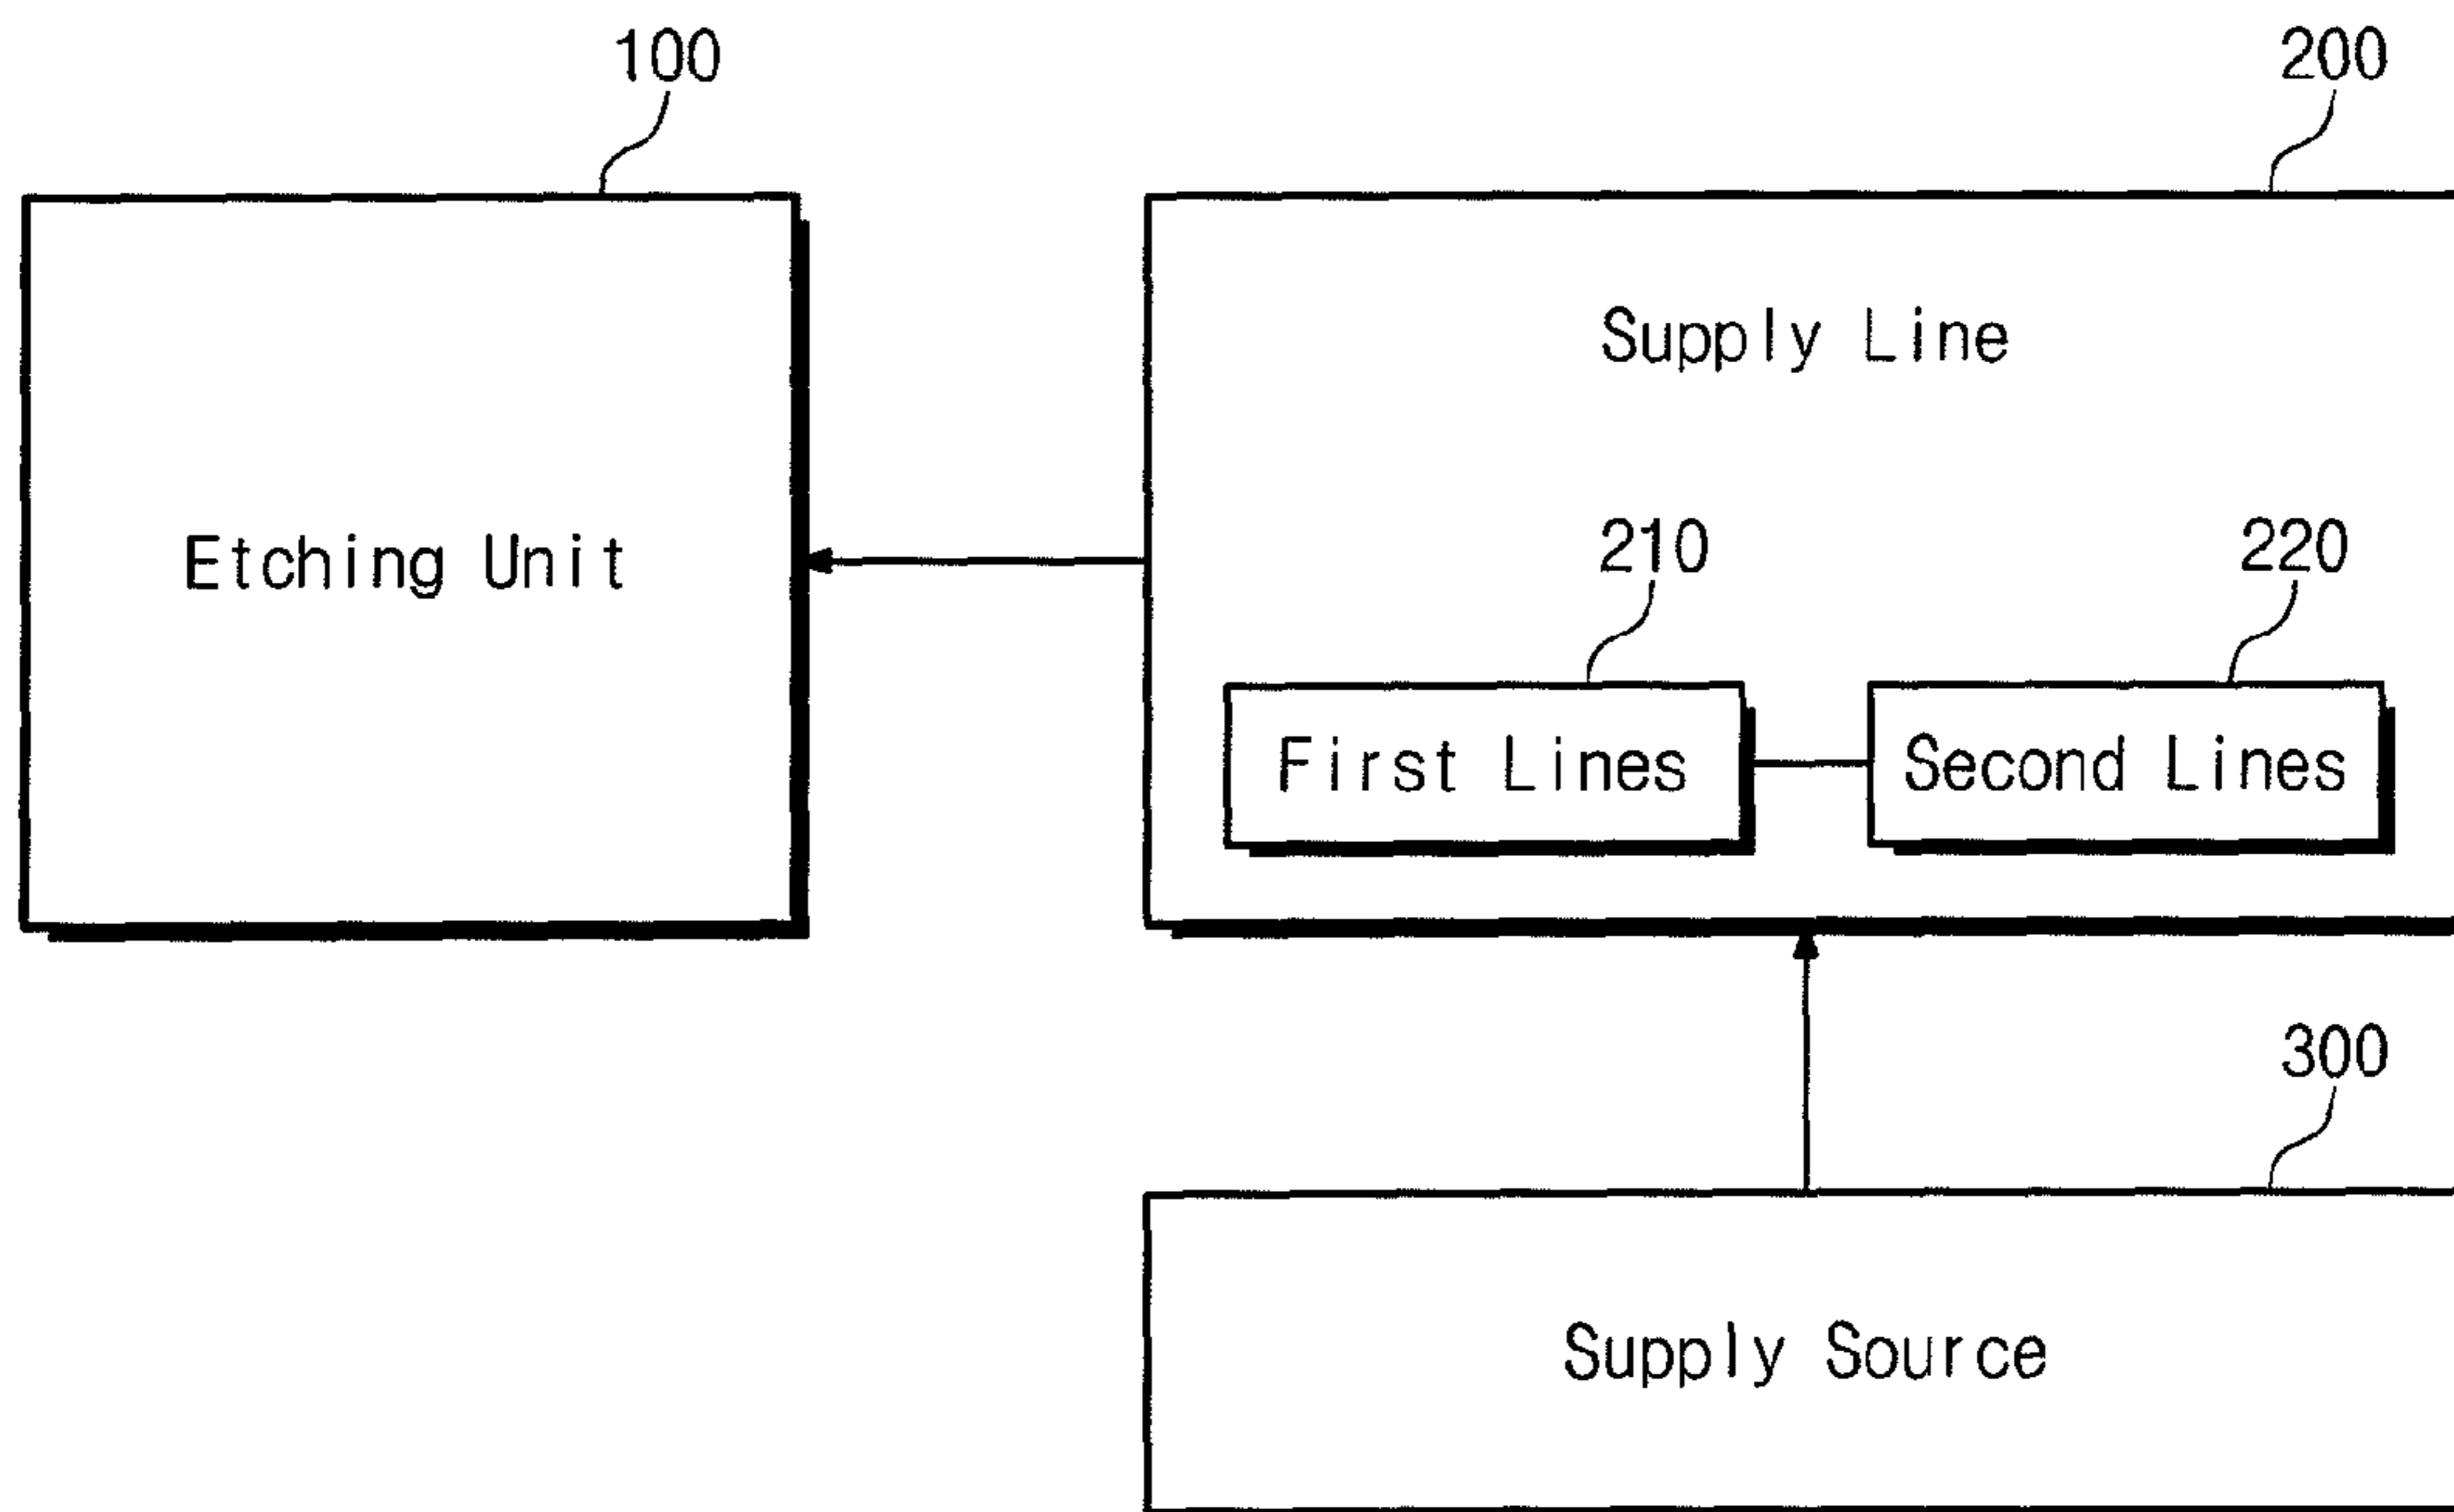 100
200
Supply Line
Etching Unit
210
220
First Lines
Second Lines
300
Supply Source